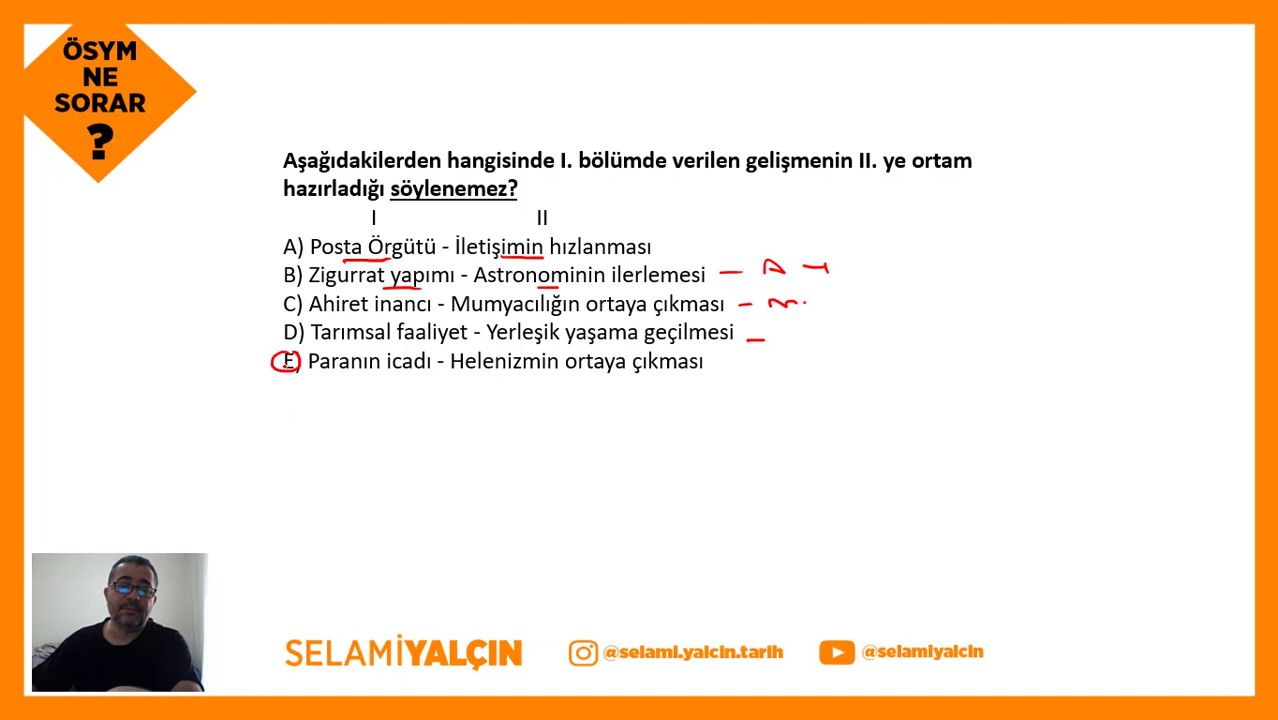 ÖSYM
NE
SORAR
?
Aşağıdakilerden hangisinde I. bölümde verilen gelişmenin II. ye ortam
hazırladığı söylenemez?
I II
A) Posta Örgütü - İletişimin hızlanması
B) Zigurrat yapımı - Astronominin ilerlemesi
C) Ahiret inancı - Mumyacılığın ortaya çıkması
D) Tarımsal faaliyet - Yerleşik yaşama geçilmesi
E) Paranın icadı - Helenizmin ortaya çıkması
SELAMİYALÇIN @selami.yalcin.tarih @selamiyalcin